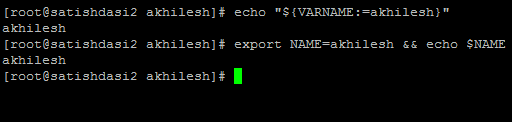 [root@satishdasi2 akhilesh]# echo "${VARNAME:=akhilesh}"
akhilesh
[root@satishdasi2 akhilesh]# export NAME=akhilesh && echo $NAME
akhilesh
[root@satishdasi2 akhilesh]#